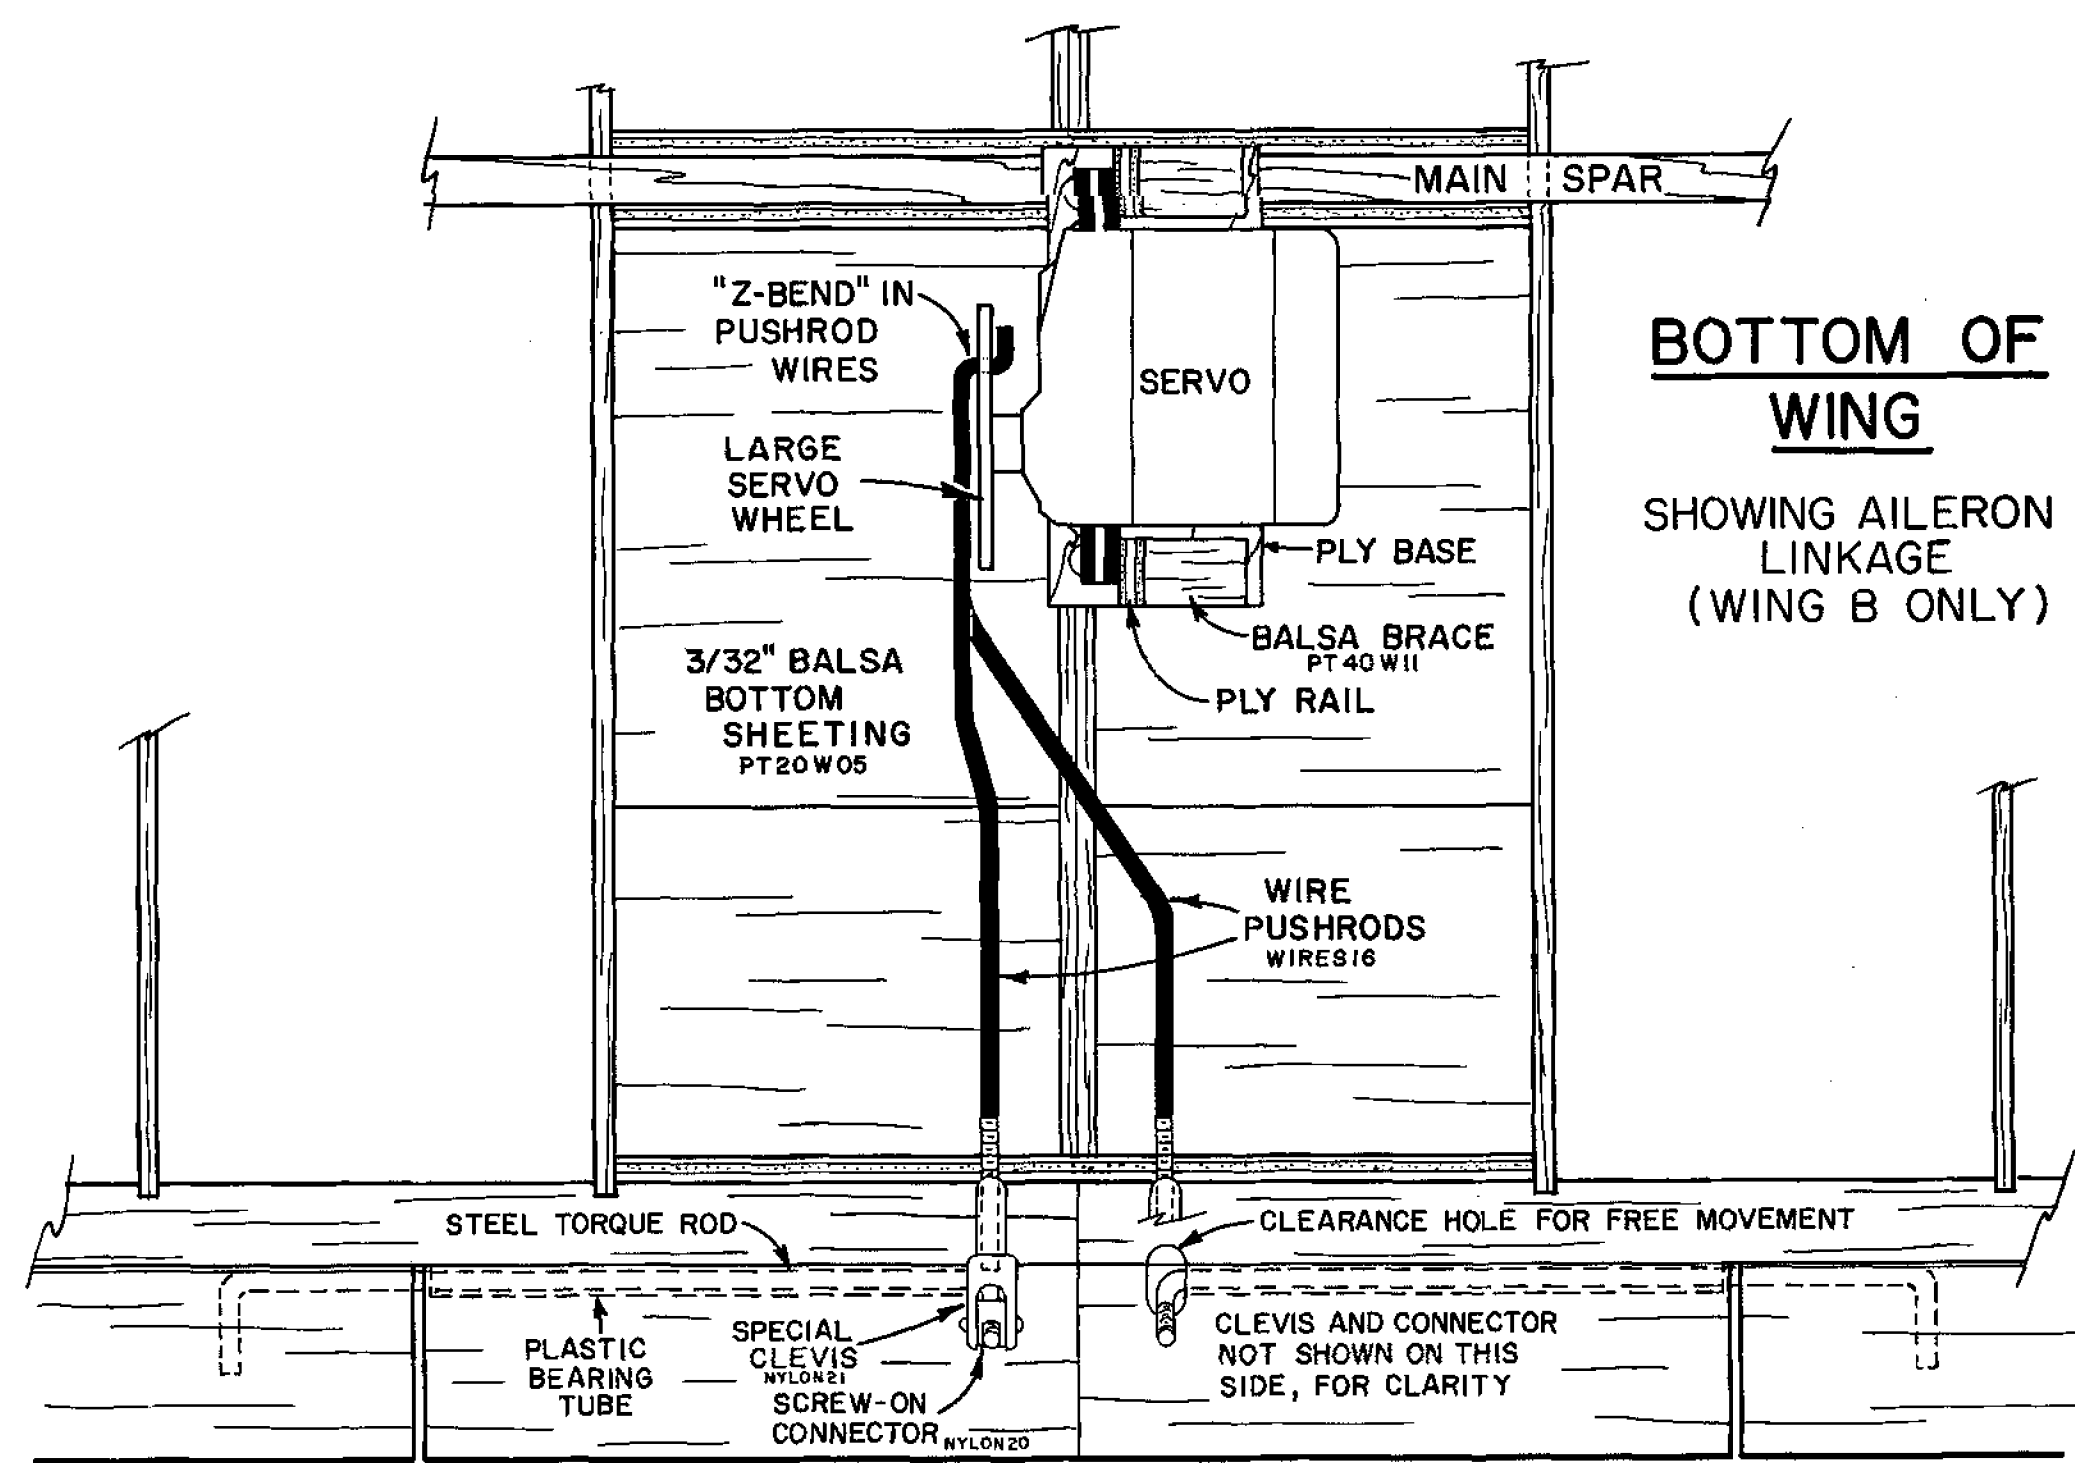 MAIN SPAR
"Z-BEND" IN
PUSHROD
WIRES
SERVO
BOTTOM OF
WING
LARGE
SERVO
WHEEL
SHOWING AILERON
LINKAGE
(WING B ONLY)
PLY BASE
BALSA BRACE
PT40W11
PLY RAIL
3/32" BALSA
BOTTOM
SHEETING
PT20W05
WIRE
PUSHRODS
WIRES16
STEEL TORQUE ROD
CLEARANCE HOLE FOR FREE MOVEMENT
PLASTIC
BEARING
TUBE
SPECIAL
CLEVIS
NYLON21
SCREW-ON
CONNECTOR NYLON20
CLEVIS AND CONNECTOR
NOT SHOWN ON THIS
SIDE, FOR CLARITY